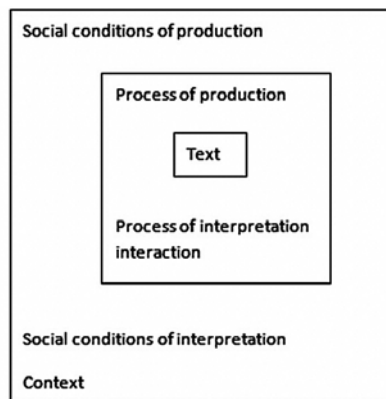 Social conditions of production
Process of production
Text
Process of interpretation
interaction
Social conditions of interpretation
Context